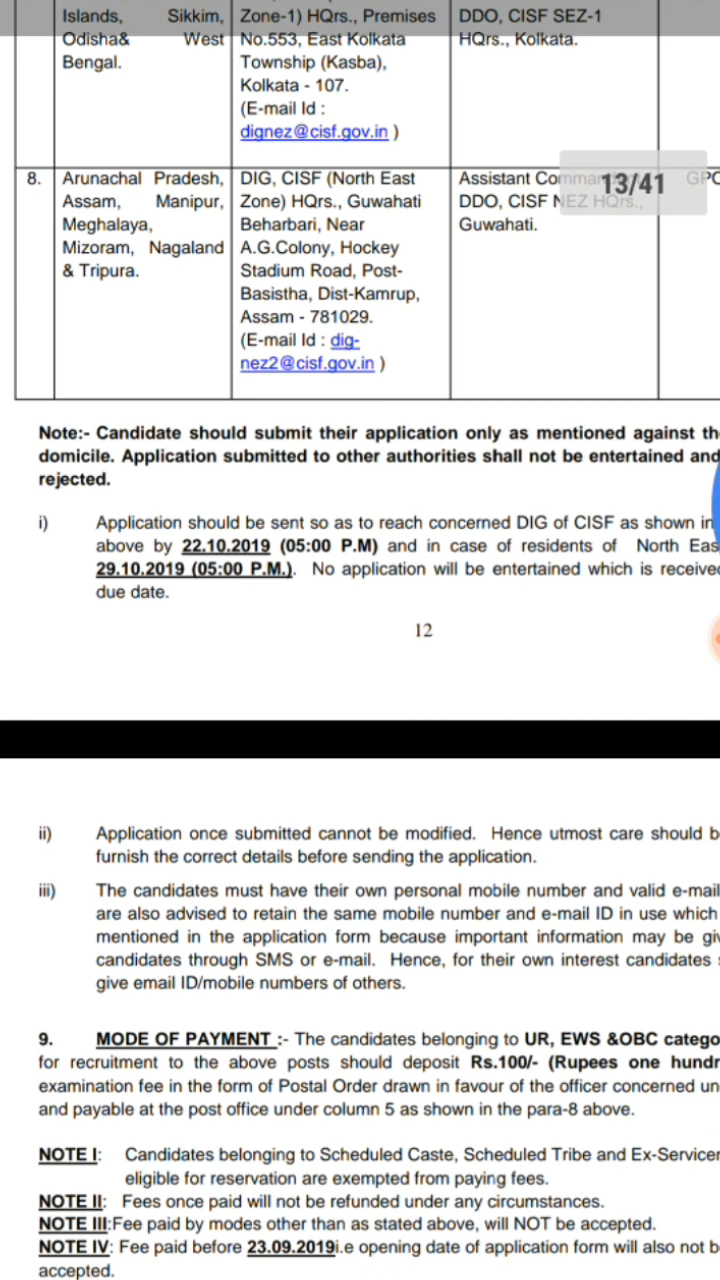 Islands, Sikkim, Zone-1) HQrs., Premises DDO, CISF SEZ-1
Odisha& West No.553, East Kolkata HQrs., Kolkata.
Bengal. Township (Kasba),
Kolkata - 107.
(E-mail Id :
dignez@cisf.gov.in )
8. Arunachal Pradesh, DIG, CISF (North East Assistant Comma 13/41 GPO
Assam, Manipur, Zone) HQrs., Guwahati DDO, CISF NEZ HQrs.,
Meghalaya, Beharbari, Near Guwahati.
Mizoram, Nagaland A.G.Colony, Hockey
& Tripura. Stadium Road, Post-
Basistha, Dist-Kamrup,
Assam - 781029.
(E-mail Id : dig-
nez2@cisf.gov.in )
Note:- Candidate should submit their application only as mentioned against th
domicile. Application submitted to other authorities shall not be entertained and
rejected.
i) Application should be sent so as to reach concerned DIG of CISF as shown in
above by 22.10.2019 (05:00 P.M) and in case of residents of North Eas
29.10.2019 (05:00 P.M.). No application will be entertained which is receive
due date.
12
ii) Application once submitted cannot be modified. Hence utmost care should b
furnish the correct details before sending the application.
iii) The candidates must have their own personal mobile number and valid e-mail
are also advised to retain the same mobile number and e-mail ID in use which
mentioned in the application form because important information may be giv
candidates through SMS or e-mail. Hence, for their own interest candidates
give email ID/mobile numbers of others.
9. MODE OF PAYMENT :- The candidates belonging to UR, EWS &OBC catego
for recruitment to the above posts should deposit Rs.100/- (Rupees one hundr
examination fee in the form of Postal Order drawn in favour of the officer concerned un
and payable at the post office under column 5 as shown in the para-8 above.
NOTE I: Candidates belonging to Scheduled Caste, Scheduled Tribe and Ex-Servicen
eligible for reservation are exempted from paying fees.
NOTE II: Fees once paid will not be refunded under any circumstances.
NOTE III:Fee paid by modes other than as stated above, will NOT be accepted.
NOTE IV: Fee paid before 23.09.2019i.e opening date of application form will also not b
accepted.